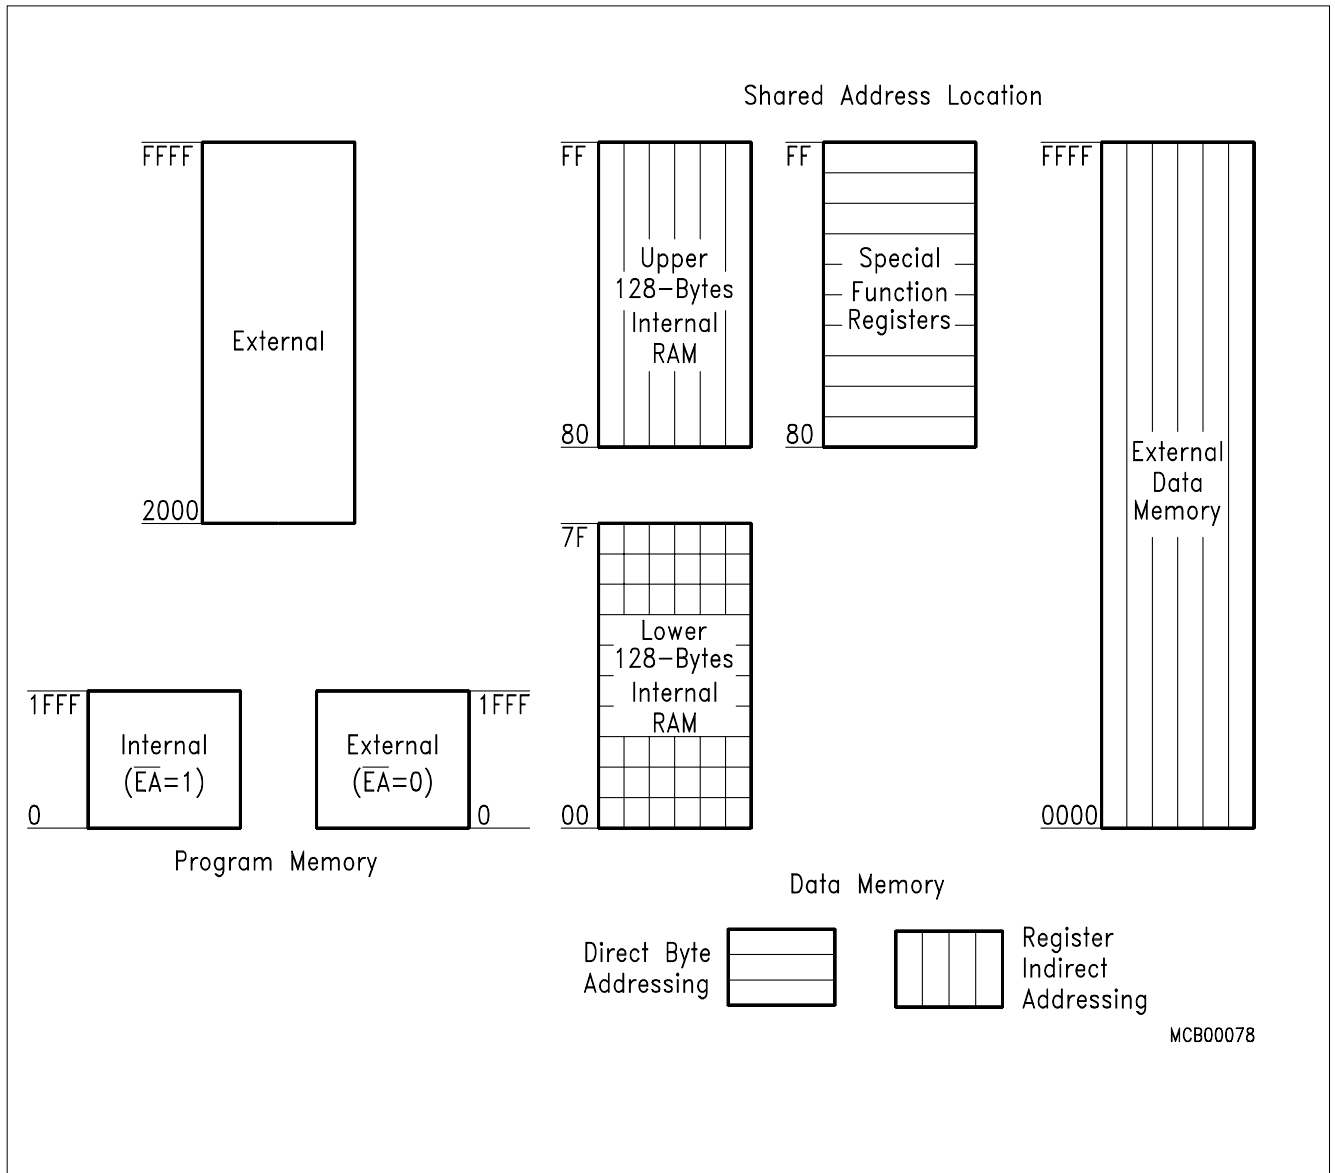 Shared Address Location
FFFF
External
2000
1FFF
Internal
(E̅A̅=1)
0
External
(E̅A̅=0)
1FFF
0
Program Memory
FF
Upper
128-Bytes
Internal
RAM
80
FF
Special
Function
Registers
80
7F
Lower
128-Bytes
Internal
RAM
00
FFFF
External
Data
Memory
0000
Data Memory
Direct Byte
Addressing
Register
Indirect
Addressing
MCB00078